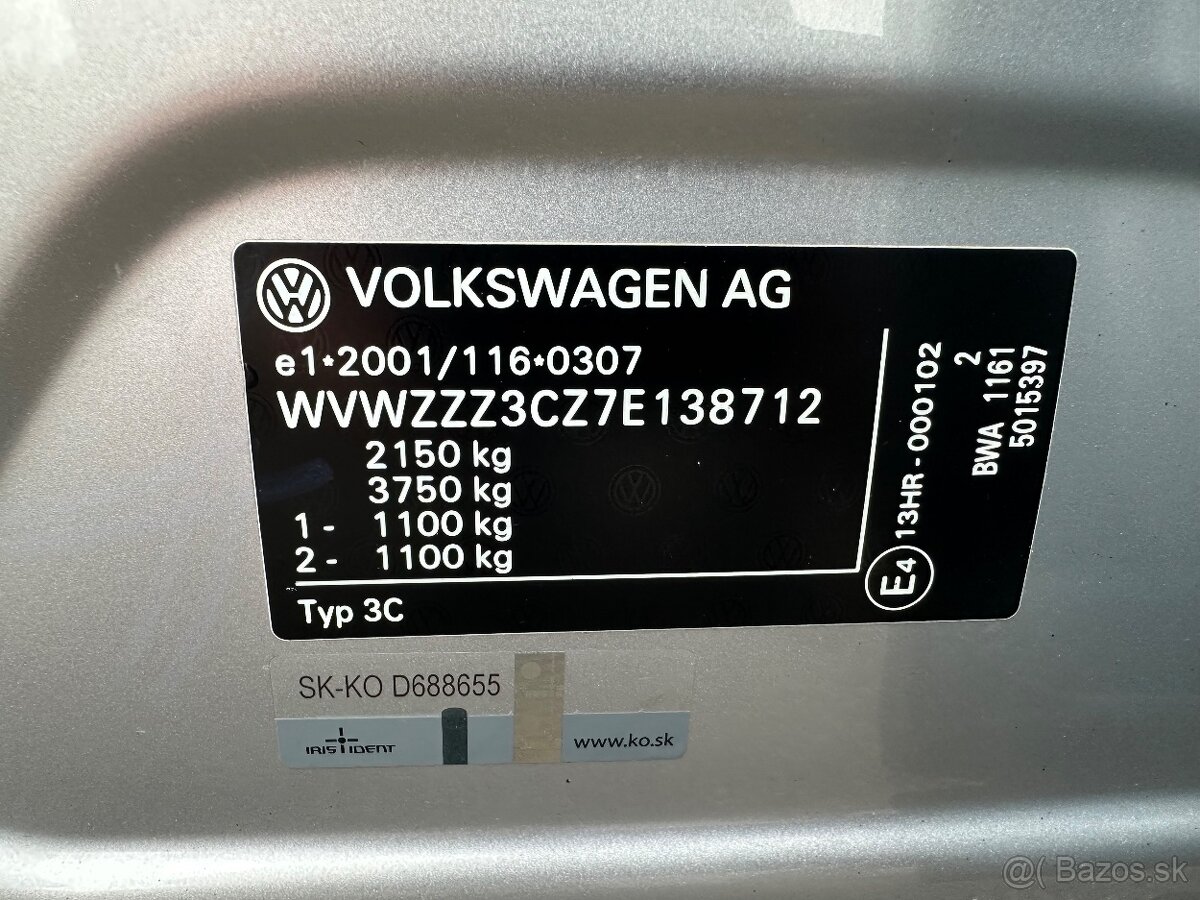 VOLKSWAGEN AG
e1*2001/116*0307
WVWZZZ3CZ7E138712
2150 kg
3750 kg
1- 1100 kg
2- 1100 kg
Typ 3C
E4 13HR-000102
2
BWA 1161
5015397
SK-KO D688655
IRIS IDENT
www.ko.sk
@( Bazos.sk